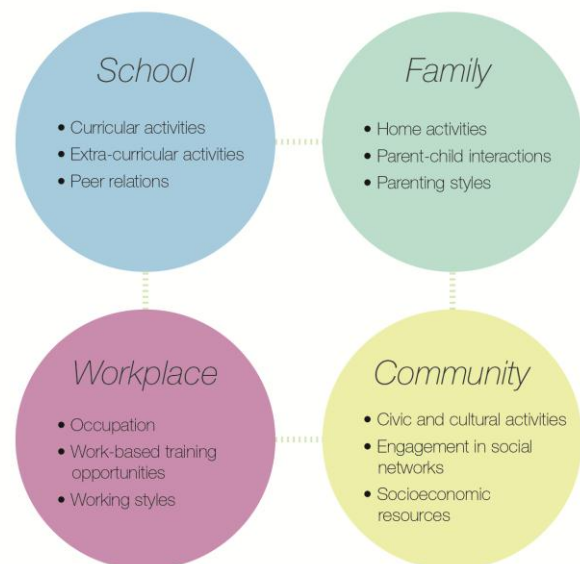 School
• Curricular activities
• Extra-curricular activities
• Peer relations
Family
• Home activities
• Parent-child interactions
• Parenting styles
Workplace
• Occupation
• Work-based training
opportunities
• Working styles
Community
• Civic and cultural activities
• Engagement in social
networks
• Socioeconomic
resources